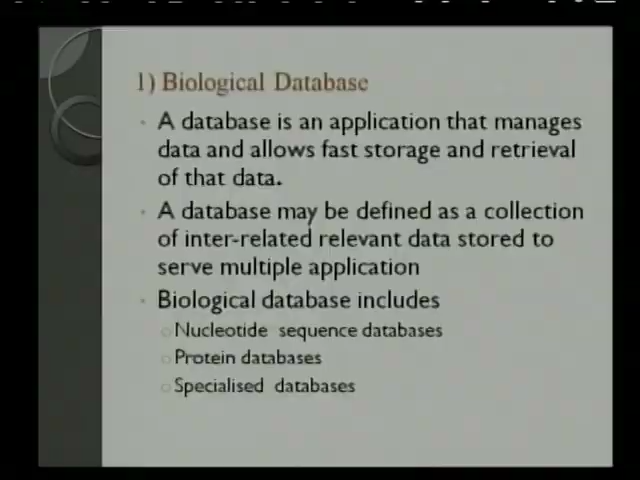 1) Biological Database
A database is an application that manages
data and allows fast storage and retrieval
of that data.
A database may be defined as a collection
of inter-related relevant data stored to
serve multiple application
Biological database includes
Nucleotide sequence databases
Protein databases
Specialised databases